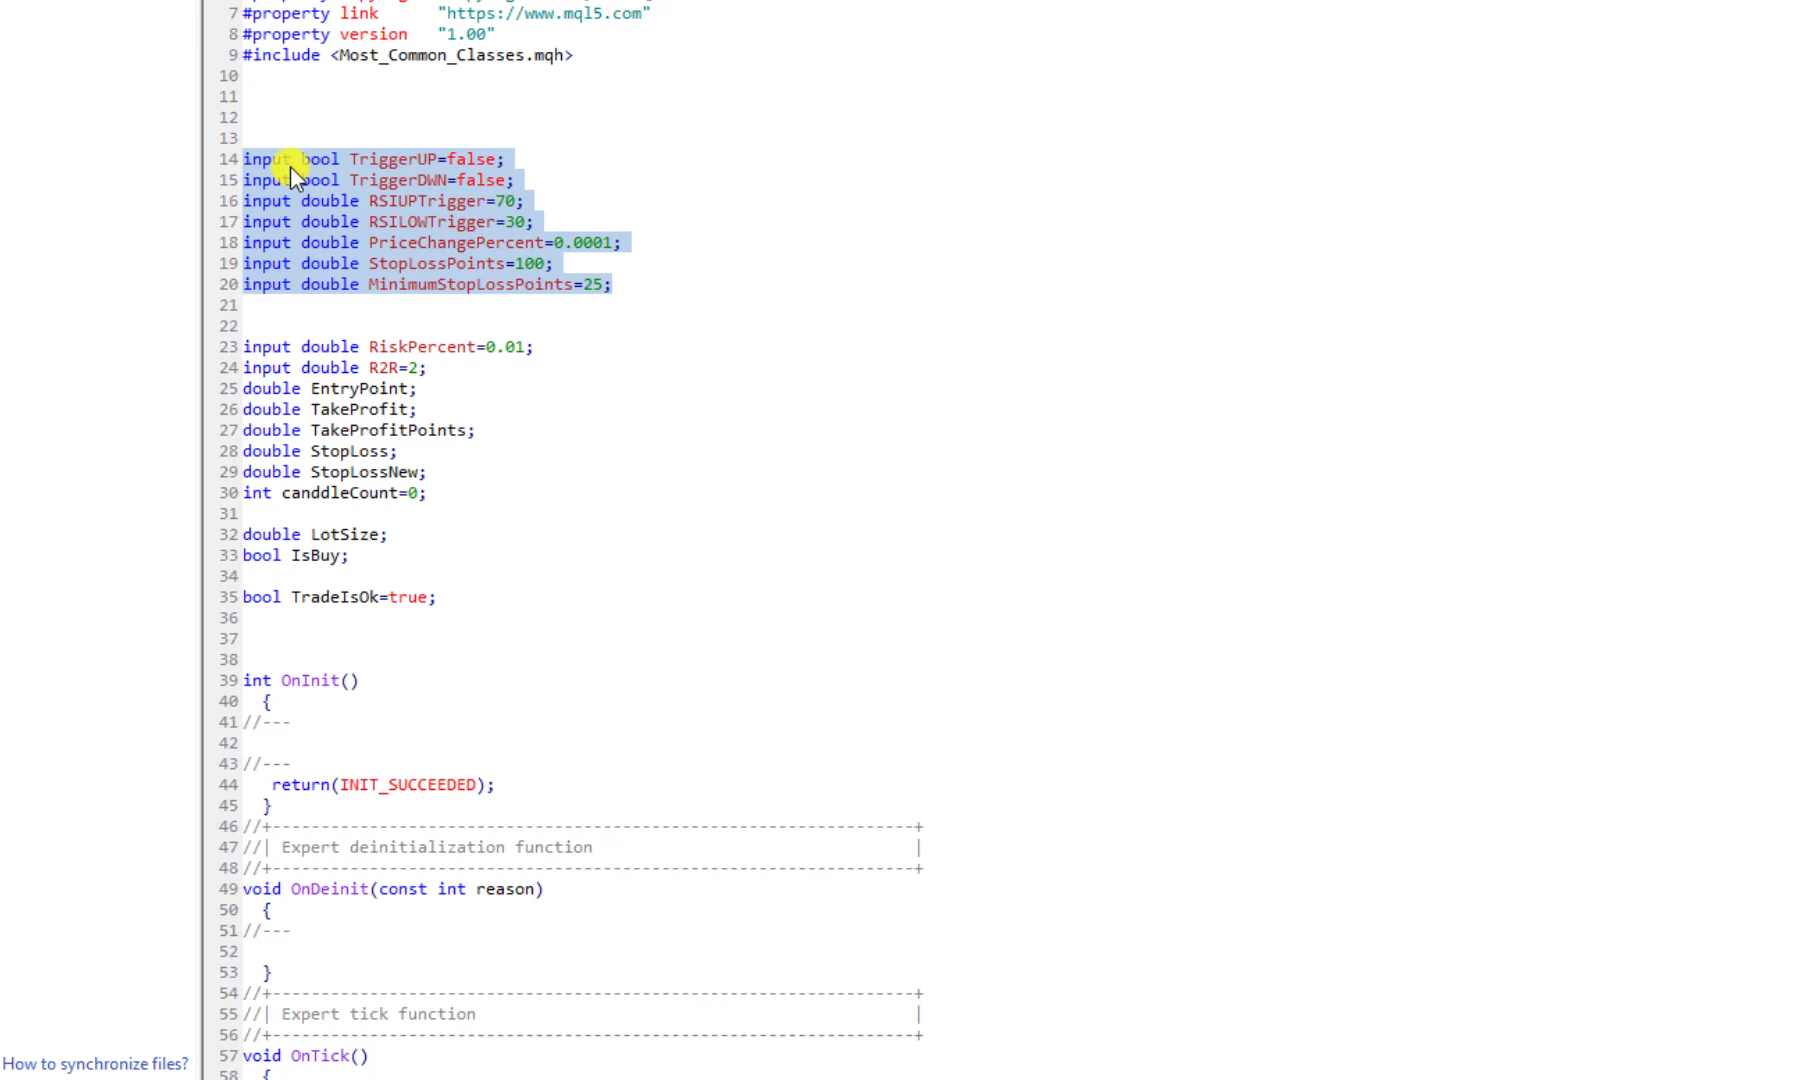 7 #property link      "https://www.mql5.com"
8 #property version   "1.00"
9 #include <Most_Common_Classes.mqh>
10
11
12
13
14 input bool TriggerUP=false;
15 input bool TriggerDWN=false;
16 input double RSIUPTrigger=70;
17 input double RSILOWTrigger=30;
18 input double PriceChangePercent=0.0001;
19 input double StopLossPoints=100;
20 input double MinimumStopLossPoints=25;
21
22
23 input double RiskPercent=0.01;
24 input double R2R=2;
25 double EntryPoint;
26 double TakeProfit;
27 double TakeProfitPoints;
28 double StopLoss;
29 double StopLossNew;
30 int canddleCount=0;
31
32 double LotSize;
33 bool IsBuy;
34
35 bool TradeIsOk=true;
36
37
38
39 int OnInit()
40   {
41 //---
42
43 //---
44    return(INIT_SUCCEEDED);
45   }
46 //+------------------------------------------------------------------+
47 //| Expert deinitialization function                                 |
48 //+------------------------------------------------------------------+
49 void OnDeinit(const int reason)
50   {
51 //---
52
53   }
54 //+------------------------------------------------------------------+
55 //| Expert tick function                                             |
56 //+------------------------------------------------------------------+
57 void OnTick()
58   {
How to synchronize files?